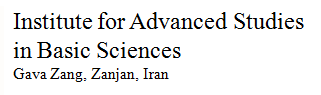 Institute for Advanced Studies
in Basic Sciences
Gava Zang, Zanjan, Iran